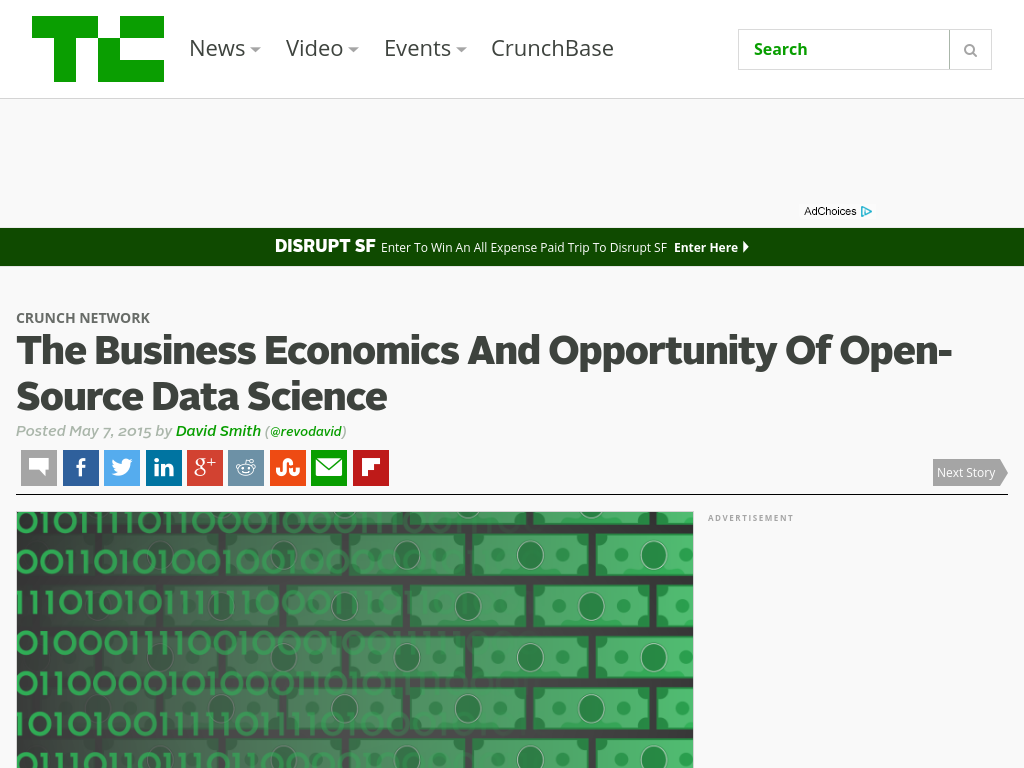 TC
News
Video
Events
CrunchBase
Search
AdChoices
DISRUPT SF Enter To Win An All Expense Paid Trip To Disrupt SF Enter Here
CRUNCH NETWORK
The Business Economics And Opportunity Of Open-
Source Data Science
Posted May 7, 2015 by David Smith (@revodavid)
Next Story
ADVERTISEMENT